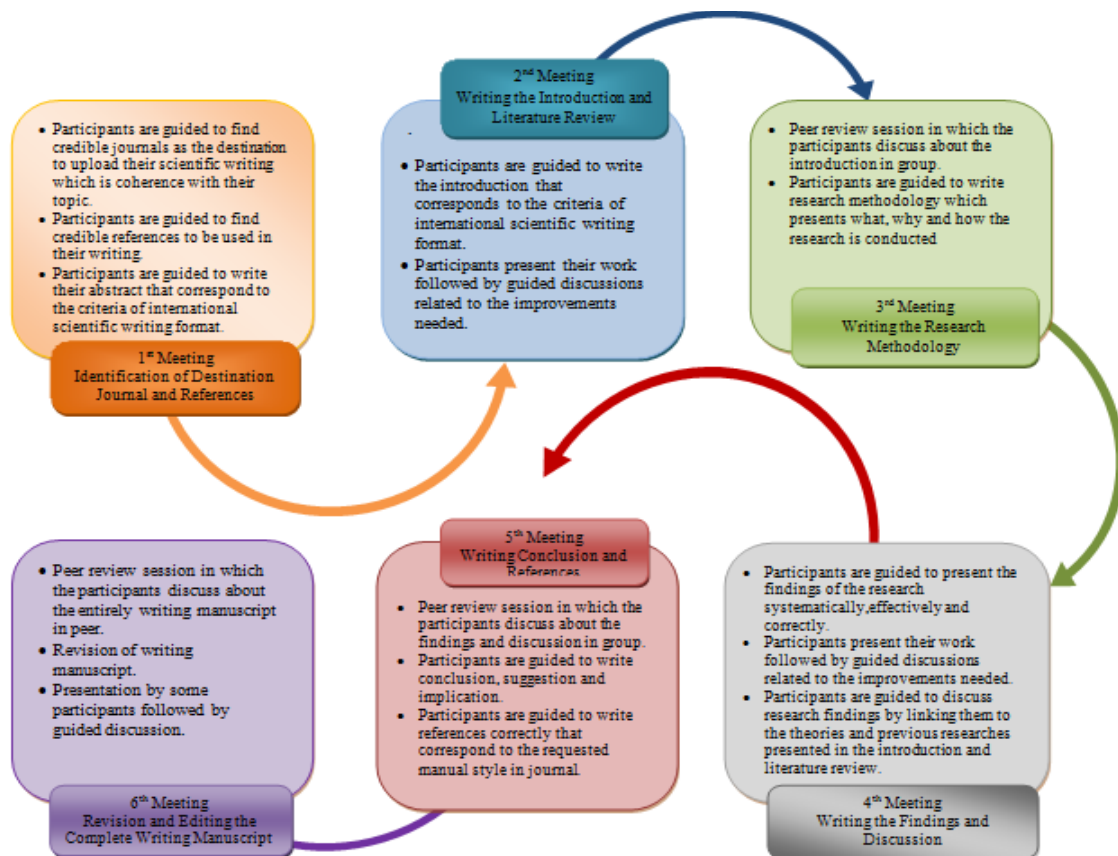 • Participants are guided to find
credible journals as the destination
to upload their scientific writing
which is coherence with their
topic.
• Participants are guided to find
credible references to be used in
their writing.
• Participants are guided to write
their abstract that correspond to
the criteria of international
scientific writing format.
1st Meeting
Identification of Destination
Journal and References
2nd Meeting
Writing the Introduction and
Literature Review
.
• Participants are guided to write
the introduction that
corresponds to the criteria of
international scientific writing
format.
• Participants present their work
followed by guided discussions
related to the improvements
needed.
• Peer review session in which the
participants discuss about the
introduction in group.
• Participants are guided to write
research methodology which
presents what, why and how the
research is conducted
3rd Meeting
Writing the Research
Methodology
• Participants are guided to present the
findings of the research
systematically,effectively and
correctly.
• Participants present their work
followed by guided discussions
related to the improvements needed.
• Participants are guided to discuss
research findings by linking them to
the theories and previous researches
presented in the introduction and
literature review.
4th Meeting
Writing the Findings and
Discussion
5th Meeting
Writing Conclusion and
References
• Peer review session in which the
participants discuss about the
findings and discussion in group.
• Participants are guided to write
conclusion, suggestion and
implication.
• Participants are guided to write
references correctly that
correspond to the requested
manual style in journal.
• Peer review session in which
the participants discuss about
the entirely writing manuscript
in peer.
• Revision of writing
manuscript.
• Presentation by some
participants followed by
guided discussion.
6th Meeting
Revision and Editing the
Complete Writing Manuscript